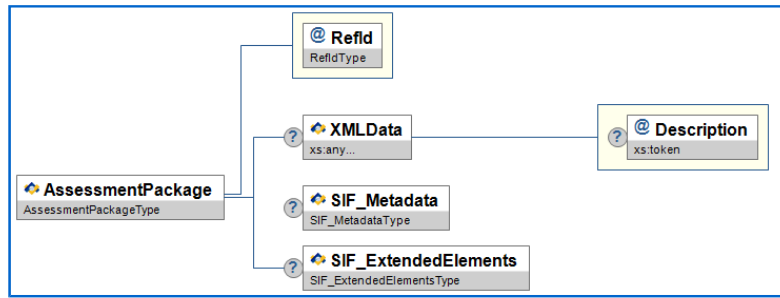 @ RefId
RefIdType
? XMLData
xs:any...
? @ Description
xs:token
AssessmentPackage
AssessmentPackageType
? SIF_Metadata
SIF_MetadataType
? SIF_ExtendedElements
SIF_ExtendedElementsType